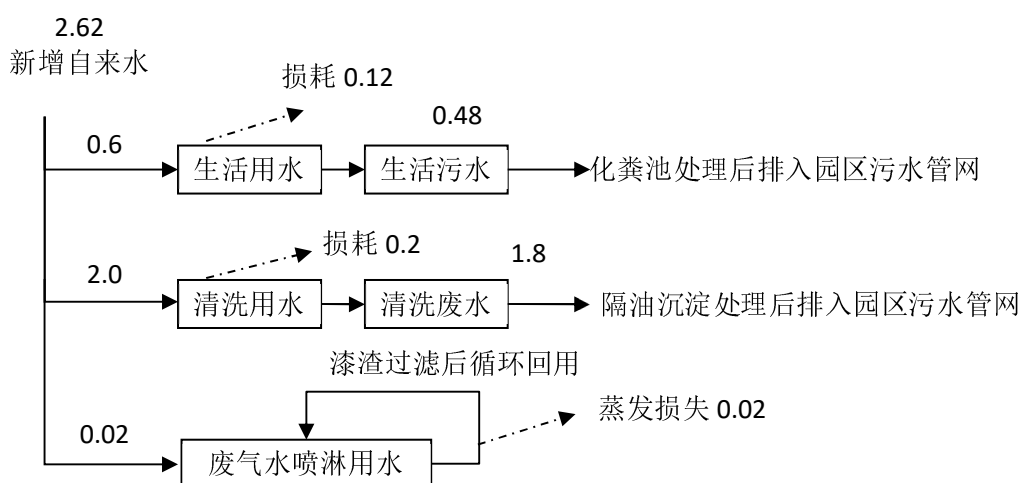 2.62
新增自来水
损耗 0.12
0.48
0.6
生活用水
生活污水
化粪池处理后排入园区污水管网
损耗 0.2
1.8
2.0
清洗用水
清洗废水
隔油沉淀处理后排入园区污水管网
漆渣过滤后循环回用
蒸发损失 0.02
0.02
废气水喷淋用水